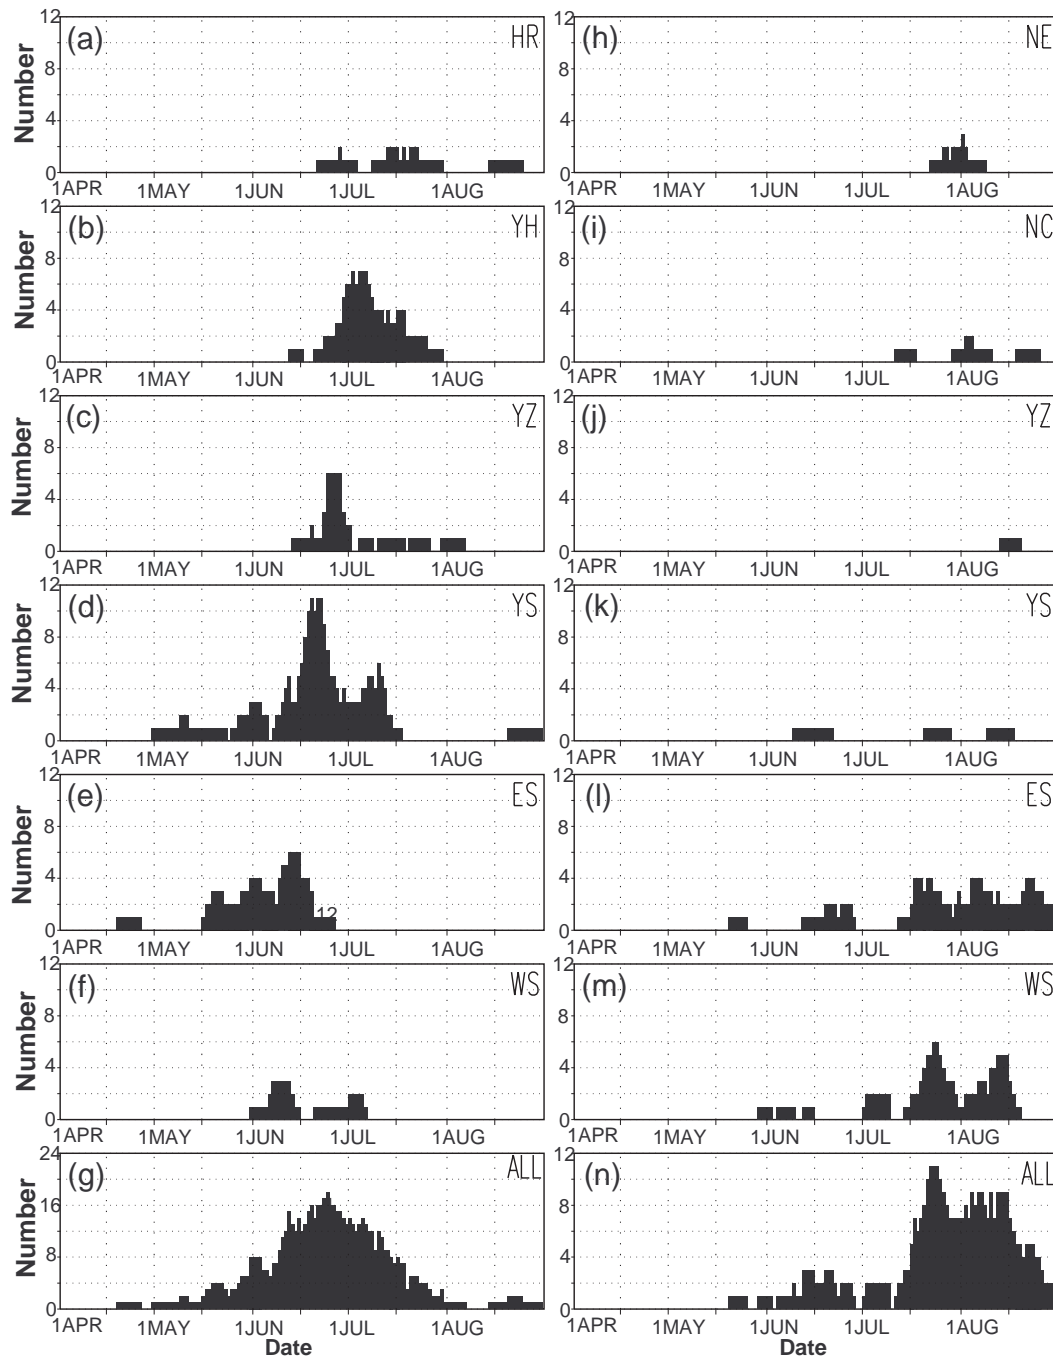 12 (a) HR 12 (h) NE
8 8
Number
4 4
0 0
1APR 1MAY 1JUN 1JUL 1AUG 1APR 1MAY 1JUN 1JUL 1AUG
12 (b) YH 12 (i) NC
8 8
Number
4 4
0 0
1APR 1MAY 1JUN 1JUL 1AUG 1APR 1MAY 1JUN 1JUL 1AUG
12 (c) YZ 12 (j) YZ
8 8
Number
4 4
0 0
1APR 1MAY 1JUN 1JUL 1AUG 1APR 1MAY 1JUN 1JUL 1AUG
12 (d) YS 12 (k) YS
8 8
Number
4 4
0 0
1APR 1MAY 1JUN 1JUL 1AUG 1APR 1MAY 1JUN 1JUL 1AUG
12 (e) ES 12 (l) ES
8 8
Number
4 4
12
0 0
1APR 1MAY 1JUN 1JUL 1AUG 1APR 1MAY 1JUN 1JUL 1AUG
12 (f) WS 12 (m) WS
8 8
Number
4 4
0 0
1APR 1MAY 1JUN 1JUL 1AUG 1APR 1MAY 1JUN 1JUL 1AUG
24 (g) ALL 12 (n) ALL
16 8
Number
8 4
0 0
1APR 1MAY 1JUN 1JUL 1AUG 1APR 1MAY 1JUN 1JUL 1AUG
Date Date